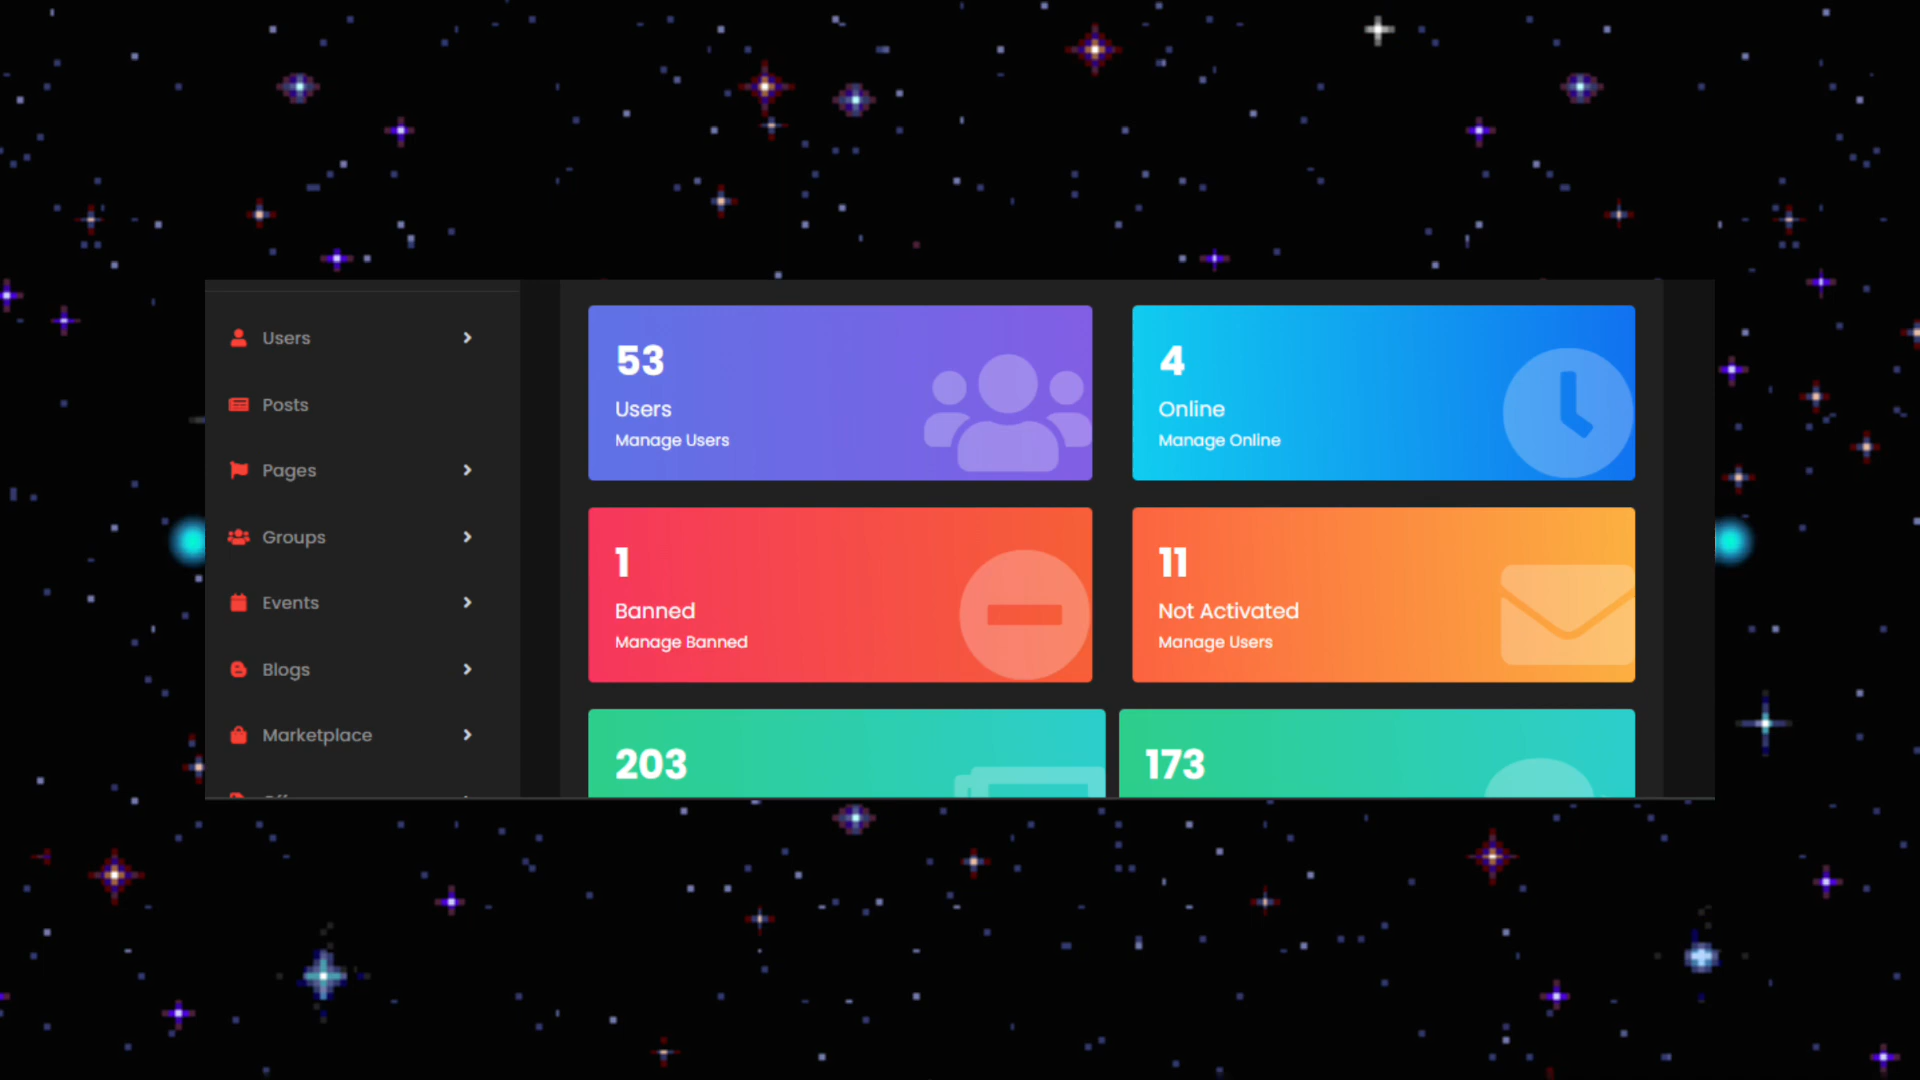 Users
Posts
Pages
Groups
Events
Blogs
Marketplace
53
Users
Manage Users
4
Online
Manage Online
1
Banned
Manage Banned
11
Not Activated
Manage Users
203
173